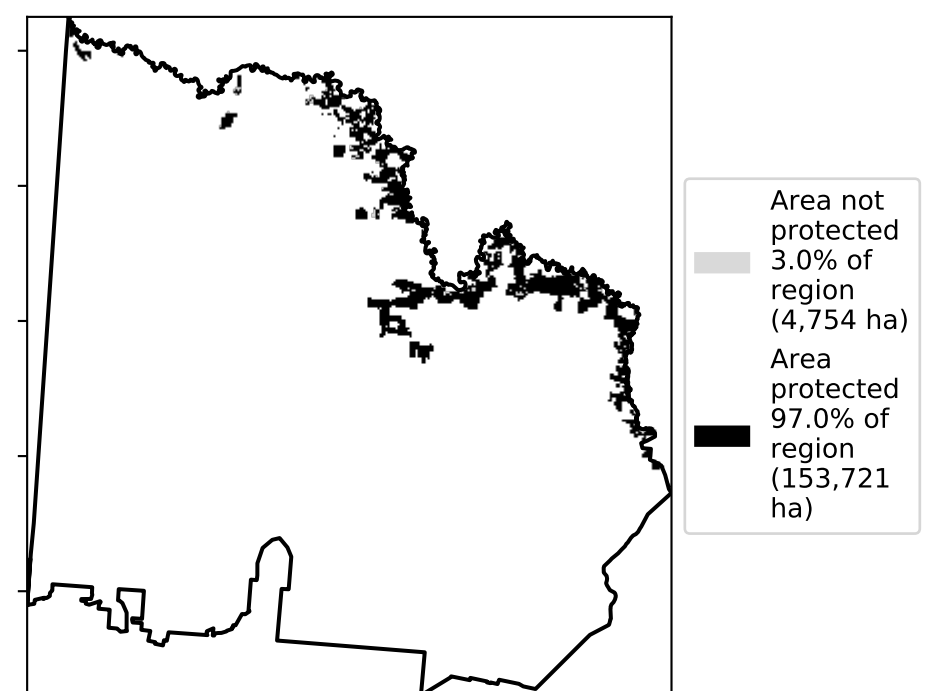 Area not
protected
3.0% of
region
(4,754 ha)
Area
protected
97.0% of
region
(153,721
ha)